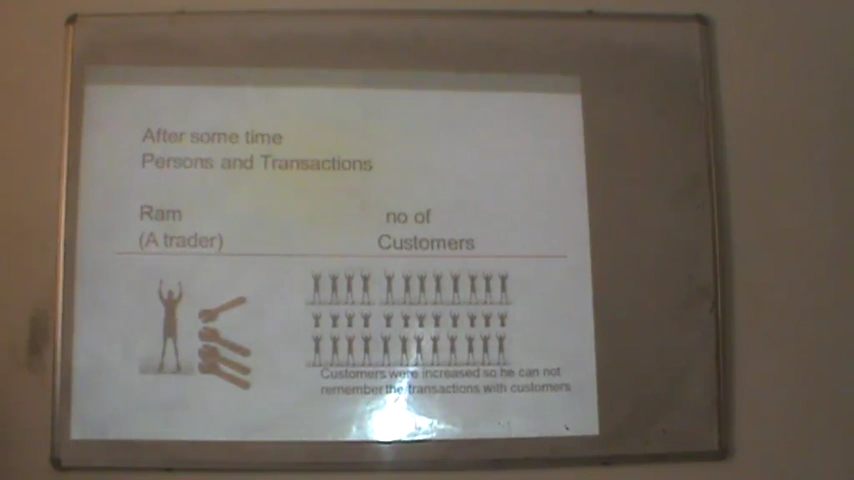 After some time
Persons and Transactions
Ram
(A trader)
no of
Customers
Customers were increased so he can not
remember the transactions with customers